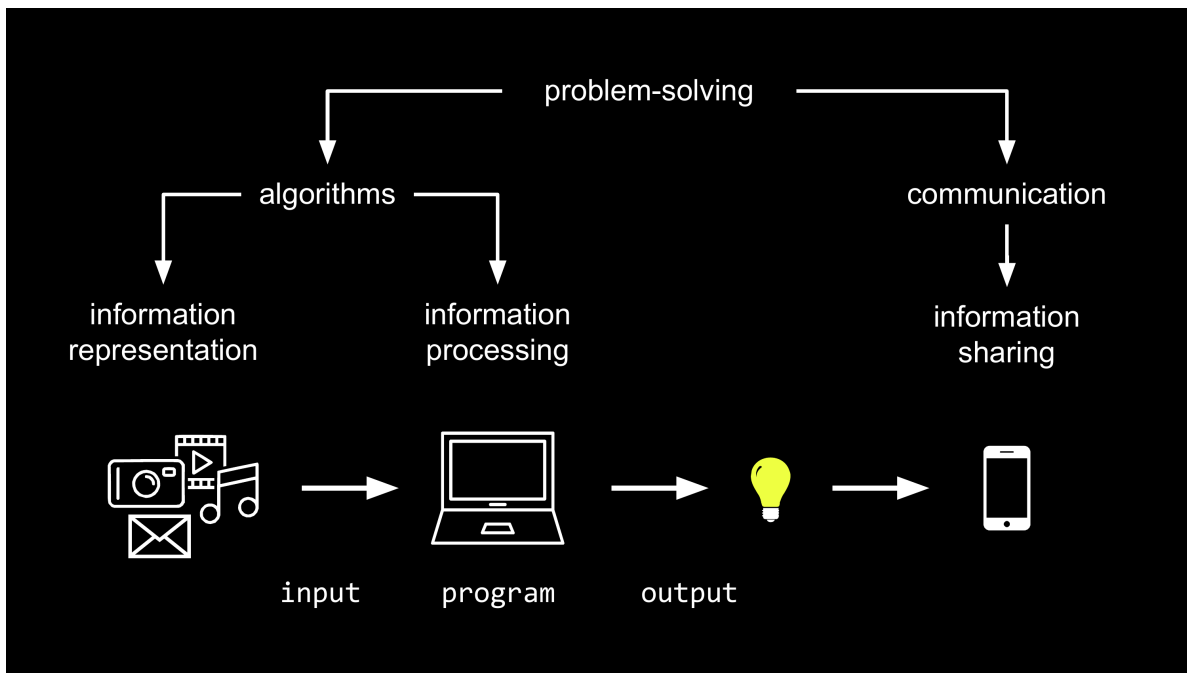 problem-solving
algorithms
communication
information
representation
information
processing
information
sharing
input
program
output